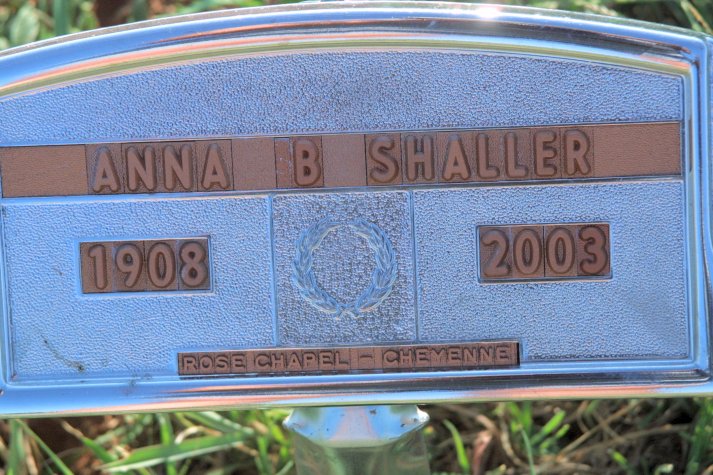 ANNA B SHALLER
1908 2003
ROSE CHAPEL - CHEYENNE